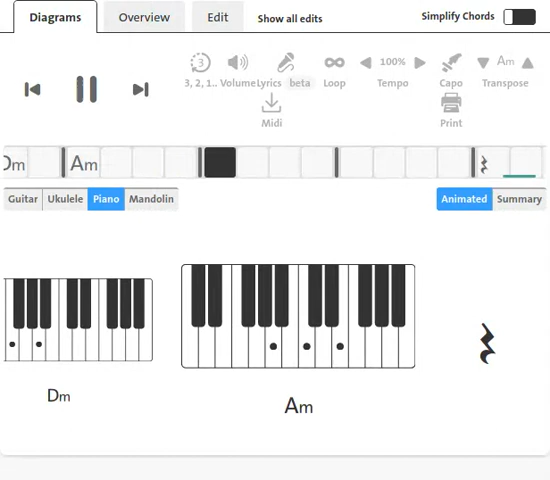 Diagrams Overview Edit Show all edits Simplify Chords
3
100% Am
3, 2, 1.. Volume Lyrics beta Loop Tempo Capo Transpose
Midi Print
Dm Am
Guitar Ukulele Piano Mandolin Animated Summary
Dm Am